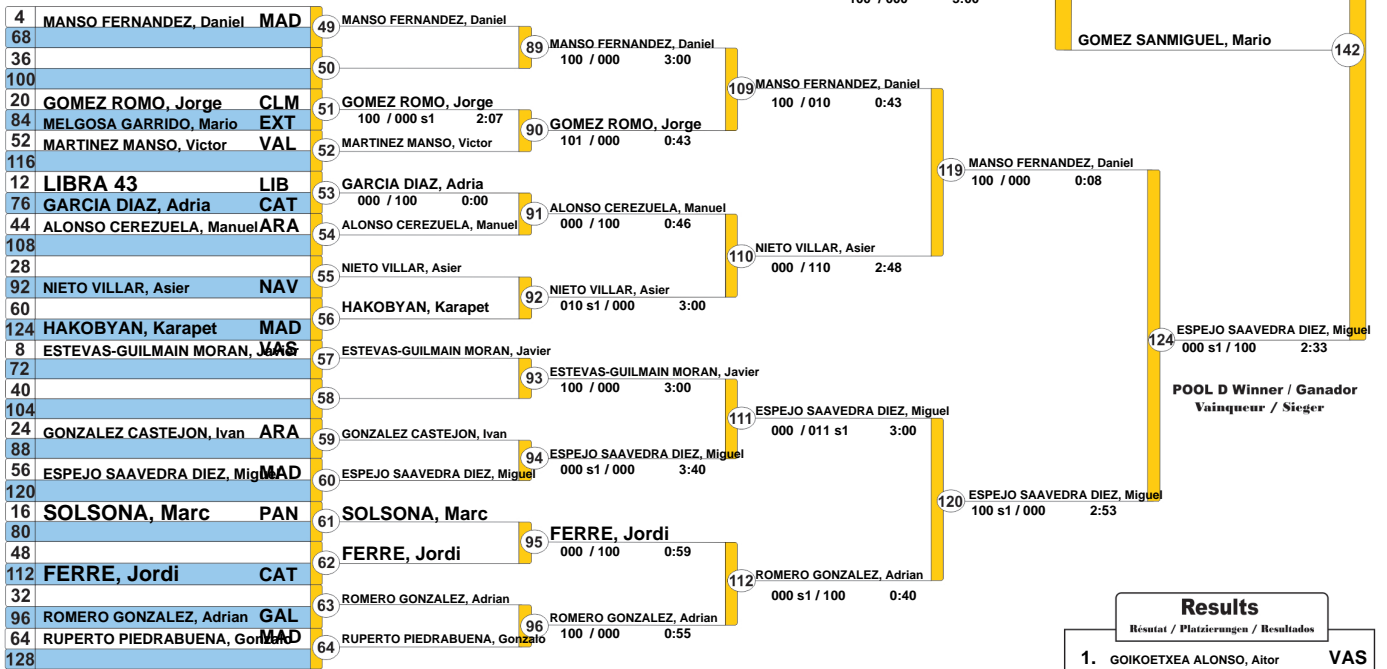 100 / 000 3:00
GOMEZ SANMIGUEL, Mario
142
4 MANSO FERNANDEZ, Daniel MAD
68
36
100
20 GOMEZ ROMO, Jorge CLM
84 MELGOSA GARRIDO, Mario EXT
52 MARTINEZ MANSO, Victor VAL
116
12 LIBRA 43 LIB
76 GARCIA DIAZ, Adria CAT
44 ALONSO CEREZUELA, Manuel ARA
108
28
92 NIETO VILLAR, Asier NAV
60
124 HAKOBYAN, Karapet MAD
8 ESTEVAS-GUILMAIN MORAN, Javier VAS
72
40
104
24 GONZALEZ CASTEJON, Ivan ARA
88
56 ESPEJO SAAVEDRA DIEZ, Miguel MAD
120
16 SOLSONA, Marc PAN
80
48
112 FERRE, Jordi CAT
32
96 ROMERO GONZALEZ, Adrian GAL
64 RUPERTO PIEDRABUENA, Gonzalo MAD
128
49 MANSO FERNANDEZ, Daniel
50
51 GOMEZ ROMO, Jorge
100 / 000 s1 2:07
52 MARTINEZ MANSO, Victor
53 GARCIA DIAZ, Adria
000 / 100 0:00
54 ALONSO CEREZUELA, Manuel
55 NIETO VILLAR, Asier
56 HAKOBYAN, Karapet
57 ESTEVAS-GUILMAIN MORAN, Javier
58
59 GONZALEZ CASTEJON, Ivan
60 ESPEJO SAAVEDRA DIEZ, Miguel
61 SOLSONA, Marc
62 FERRE, Jordi
63 ROMERO GONZALEZ, Adrian
64 RUPERTO PIEDRABUENA, Gonzalo
89 MANSO FERNANDEZ, Daniel
100 / 000 3:00
90 GOMEZ ROMO, Jorge
101 / 000 0:43
91 ALONSO CEREZUELA, Manuel
000 / 100 0:46
92 NIETO VILLAR, Asier
010 s1 / 000 3:00
93 ESTEVAS-GUILMAIN MORAN, Javier
100 / 000 3:00
94 ESPEJO SAAVEDRA DIEZ, Miguel
000 s1 / 000 3:40
95 FERRE, Jordi
000 / 100 0:59
96 ROMERO GONZALEZ, Adrian
100 / 000 0:55
109 MANSO FERNANDEZ, Daniel
100 / 010 0:43
110 NIETO VILLAR, Asier
000 / 110 2:48
111 ESPEJO SAAVEDRA DIEZ, Miguel
000 / 011 s1 3:00
112 ROMERO GONZALEZ, Adrian
000 s1 / 100 0:40
119 MANSO FERNANDEZ, Daniel
100 / 000 0:08
120 ESPEJO SAAVEDRA DIEZ, Miguel
100 s1 / 000 2:53
124 ESPEJO SAAVEDRA DIEZ, Miguel
000 s1 / 100 2:33
POOL D Winner / Ganador
Vainqueur / Sieger
Results
Résutat / Platzierungen / Resultados
1. GOIKOETXEA ALONSO, Aitor VAS